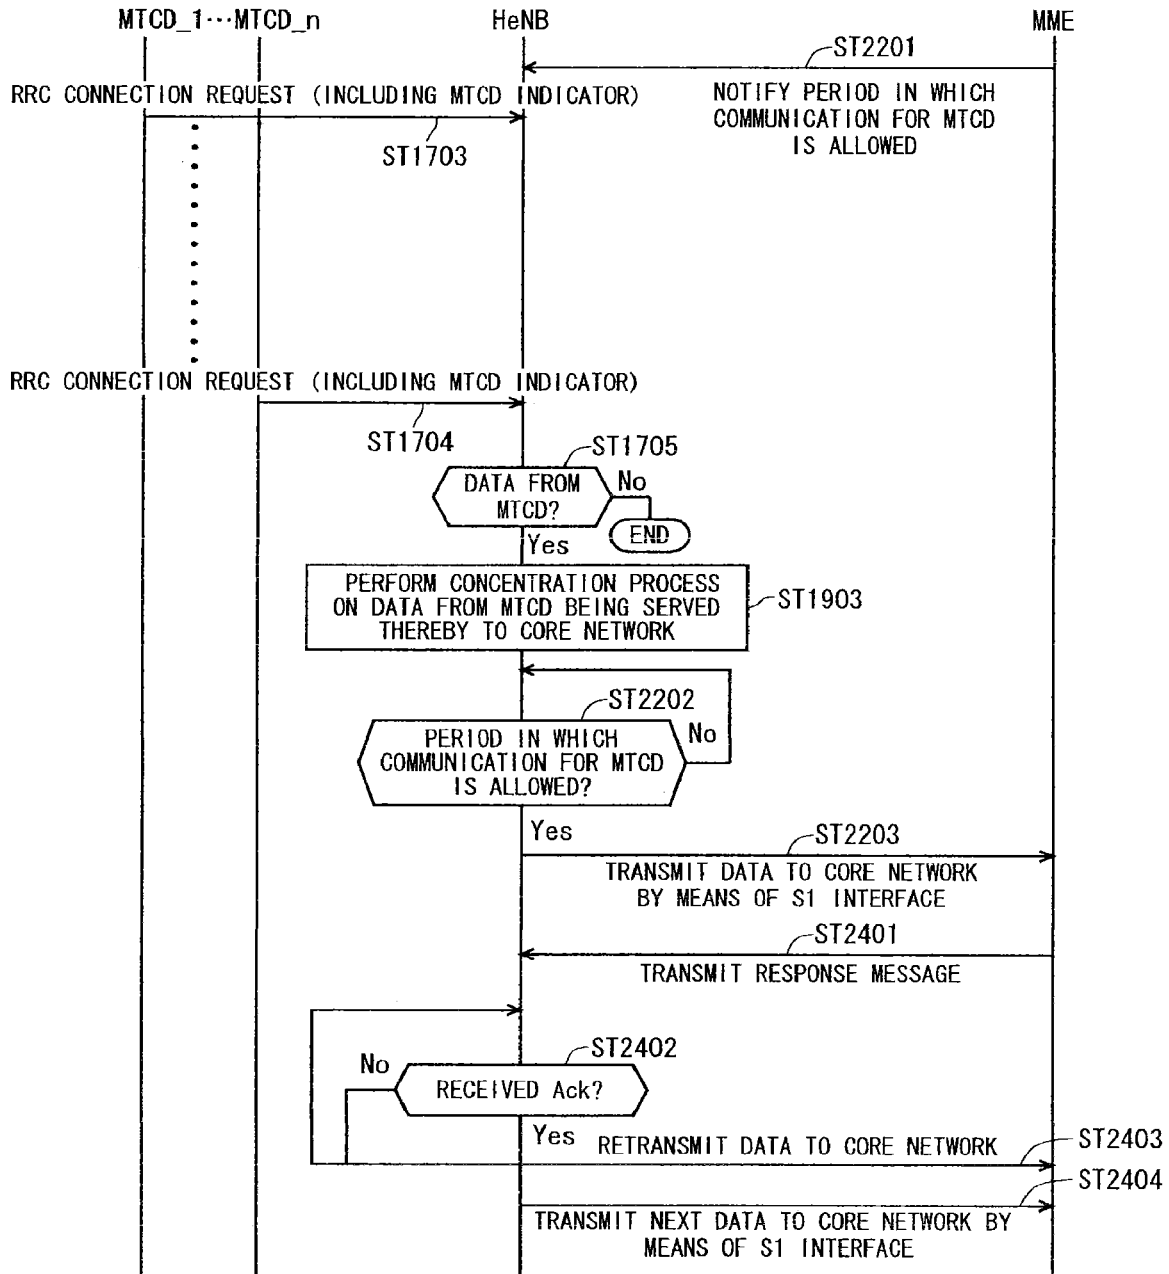 MTCD_1···MTCD_n
HeNB
MME
ST2201
RRC CONNECTION REQUEST (INCLUDING MTCD INDICATOR)
NOTIFY PERIOD IN WHICH
COMMUNICATION FOR MTCD
IS ALLOWED
ST1703
RRC CONNECTION REQUEST (INCLUDING MTCD INDICATOR)
ST1704
ST1705
DATA FROM
MTCD?
No
END
Yes
PERFORM CONCENTRATION PROCESS
ON DATA FROM MTCD BEING SERVED
THEREBY TO CORE NETWORK
ST1903
ST2202
PERIOD IN WHICH
COMMUNICATION FOR MTCD
IS ALLOWED?
No
Yes
ST2203
TRANSMIT DATA TO CORE NETWORK
BY MEANS OF S1 INTERFACE
ST2401
TRANSMIT RESPONSE MESSAGE
ST2402
No
RECEIVED Ack?
Yes
RETRANSMIT DATA TO CORE NETWORK
ST2403
ST2404
TRANSMIT NEXT DATA TO CORE NETWORK BY
MEANS OF S1 INTERFACE